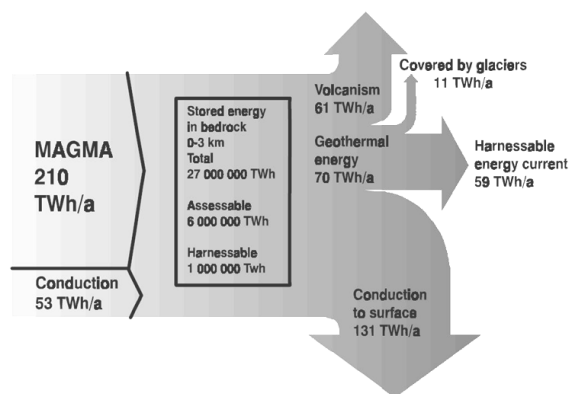 MAGMA
210
TWh/a
Conduction
53 TWh/a
Stored energy
in bedrock
0-3 km
Total
27 000 000 TWh
Assessable
6 000 000 TWh
Harnessable
1 000 000 Twh
Volcanism
61 TWh/a
Geothermal
energy
70 TWh/a
Covered by glaciers
11 TWh/a
Harnessable
energy current
59 TWh/a
Conduction
to surface
131 TWh/a